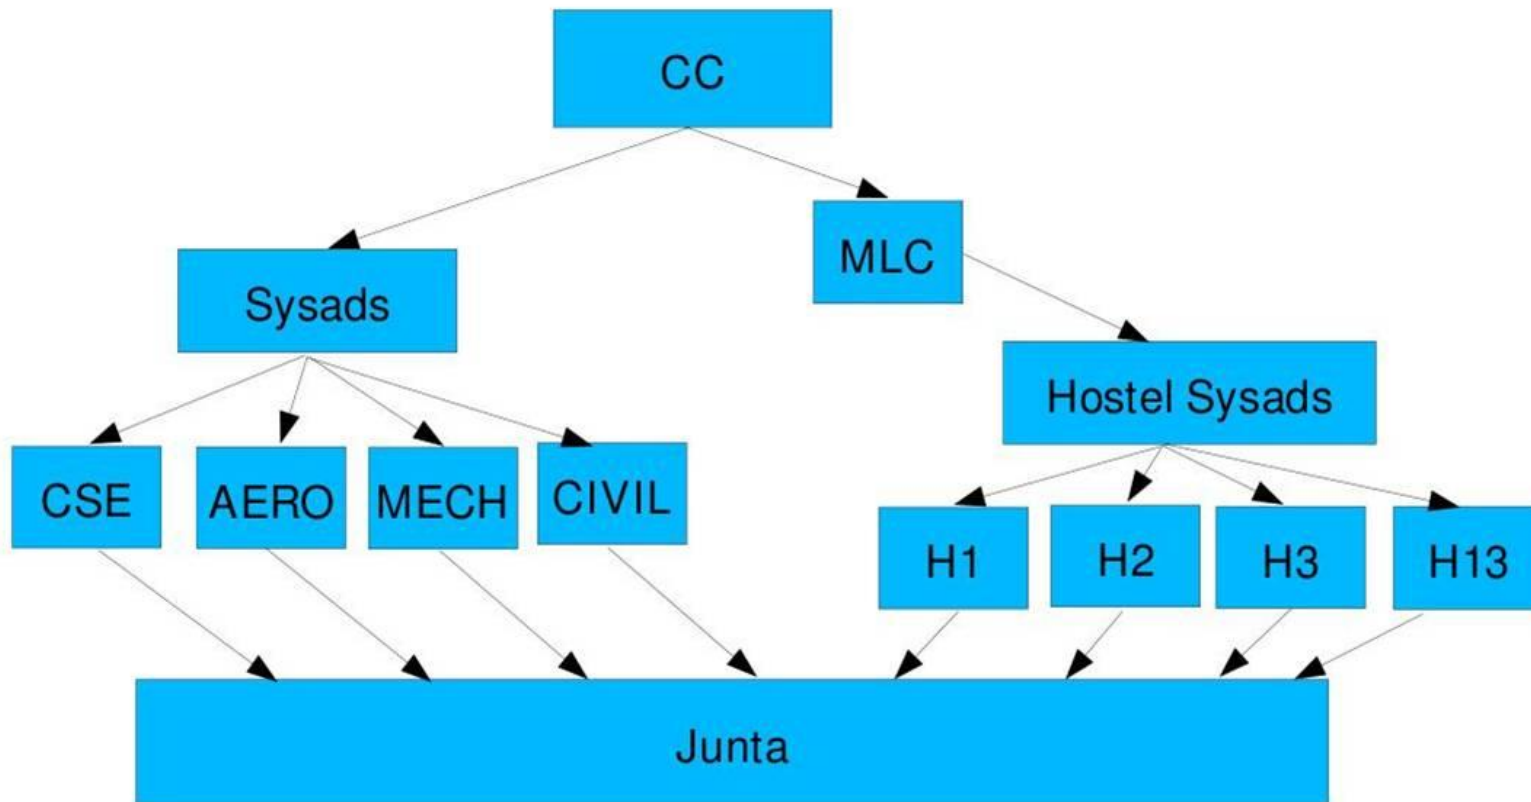 CC
MLC
Sysads
Hostel Sysads
CSE
AERO
MECH
CIVIL
H1
H2
H3
H13
Junta